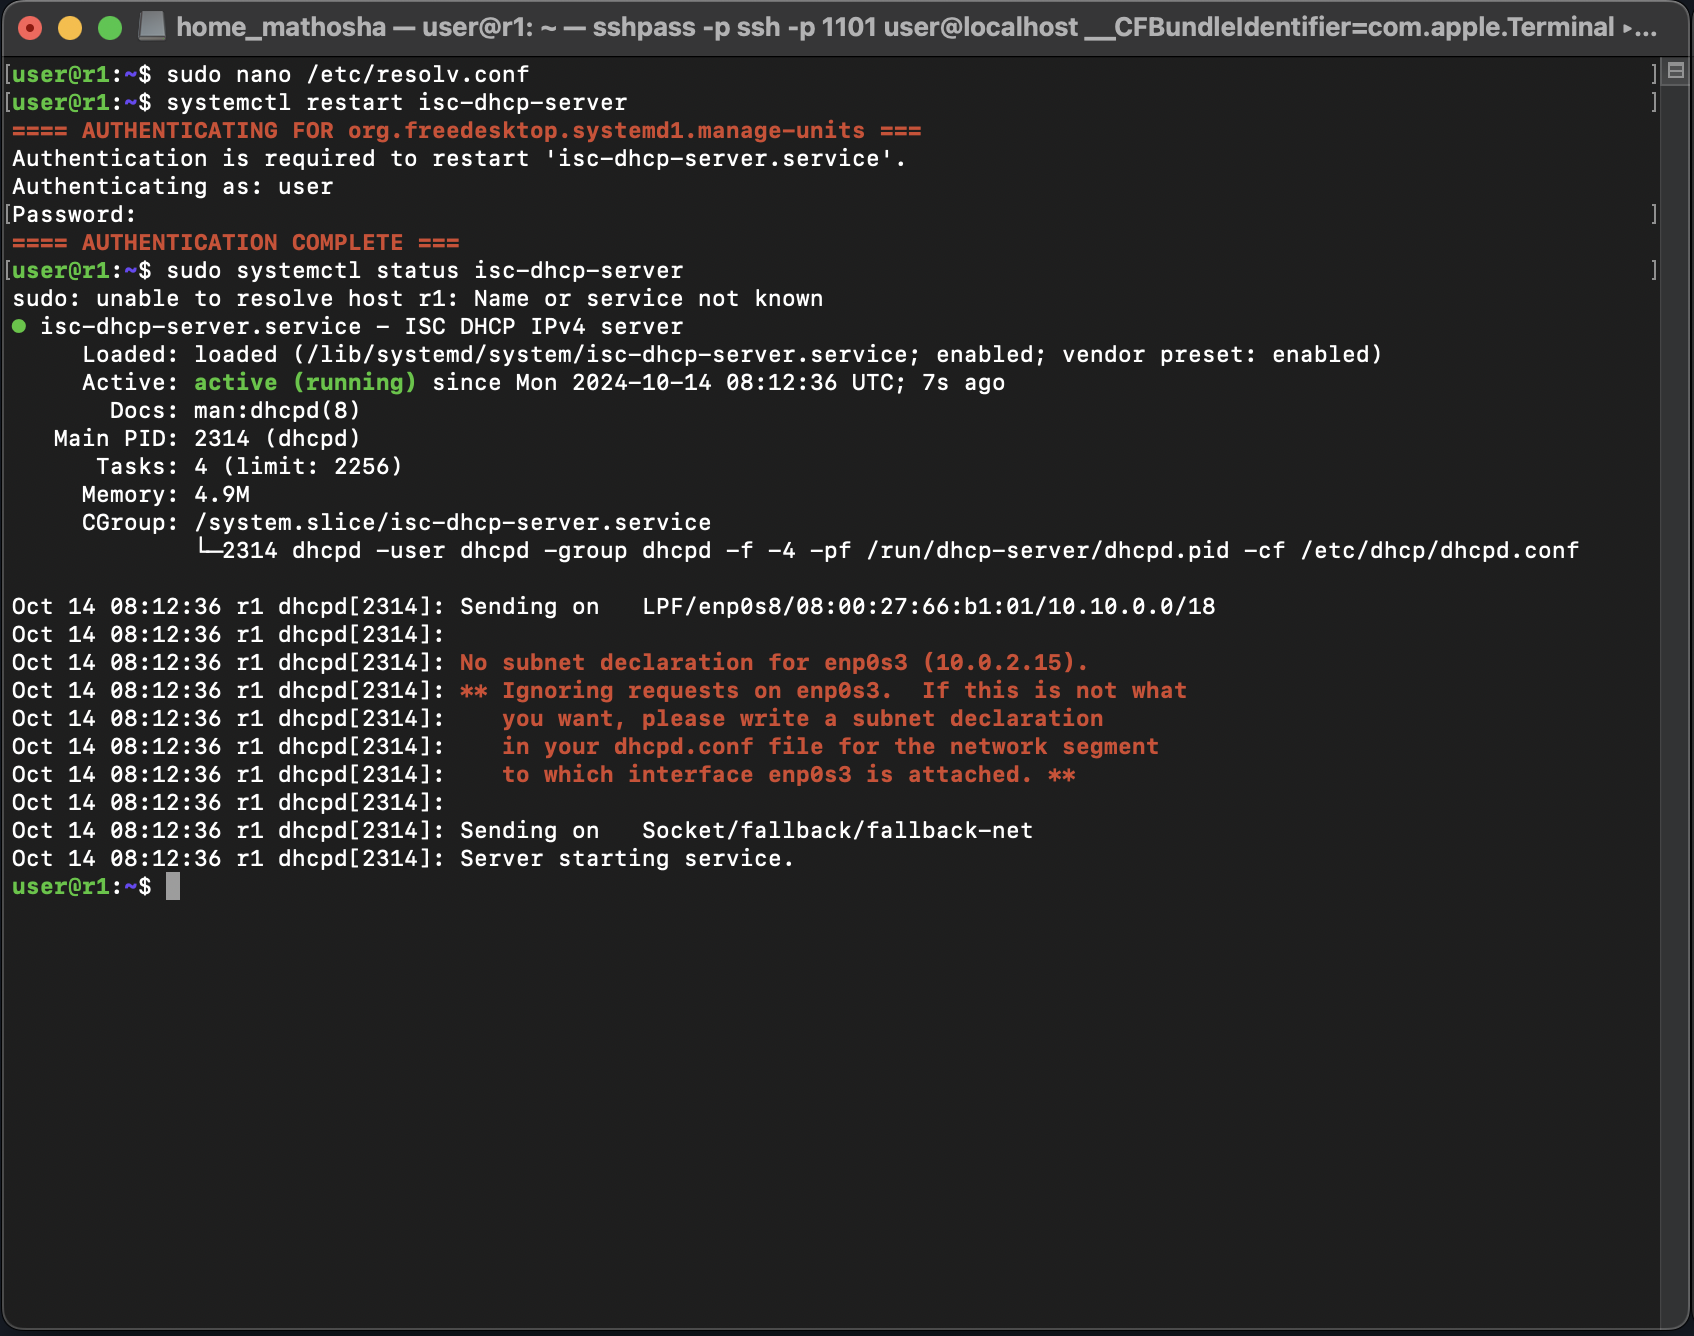 home_mathosha — user@r1: ~ — sshpass -p ssh -p 1101 user@localhost __CFBundleIdentifier=com.apple.Terminal ▸...
[user@r1:~$ sudo nano /etc/resolv.conf ]
[user@r1:~$ systemctl restart isc-dhcp-server ]
==== AUTHENTICATING FOR org.freedesktop.systemd1.manage-units ===
Authentication is required to restart 'isc-dhcp-server.service'.
Authenticating as: user
[Password: ]
==== AUTHENTICATION COMPLETE ===
[user@r1:~$ sudo systemctl status isc-dhcp-server ]
sudo: unable to resolve host r1: Name or service not known
● isc-dhcp-server.service - ISC DHCP IPv4 server
     Loaded: loaded (/lib/systemd/system/isc-dhcp-server.service; enabled; vendor preset: enabled)
     Active: active (running) since Mon 2024-10-14 08:12:36 UTC; 7s ago
       Docs: man:dhcpd(8)
   Main PID: 2314 (dhcpd)
      Tasks: 4 (limit: 2256)
     Memory: 4.9M
     CGroup: /system.slice/isc-dhcp-server.service
             └─2314 dhcpd -user dhcpd -group dhcpd -f -4 -pf /run/dhcp-server/dhcpd.pid -cf /etc/dhcp/dhcpd.conf
Oct 14 08:12:36 r1 dhcpd[2314]: Sending on   LPF/enp0s8/08:00:27:66:b1:01/10.10.0.0/18
Oct 14 08:12:36 r1 dhcpd[2314]:
Oct 14 08:12:36 r1 dhcpd[2314]: No subnet declaration for enp0s3 (10.0.2.15).
Oct 14 08:12:36 r1 dhcpd[2314]: ** Ignoring requests on enp0s3.  If this is not what
Oct 14 08:12:36 r1 dhcpd[2314]:    you want, please write a subnet declaration
Oct 14 08:12:36 r1 dhcpd[2314]:    in your dhcpd.conf file for the network segment
Oct 14 08:12:36 r1 dhcpd[2314]:    to which interface enp0s3 is attached. **
Oct 14 08:12:36 r1 dhcpd[2314]:
Oct 14 08:12:36 r1 dhcpd[2314]: Sending on   Socket/fallback/fallback-net
Oct 14 08:12:36 r1 dhcpd[2314]: Server starting service.
user@r1:~$